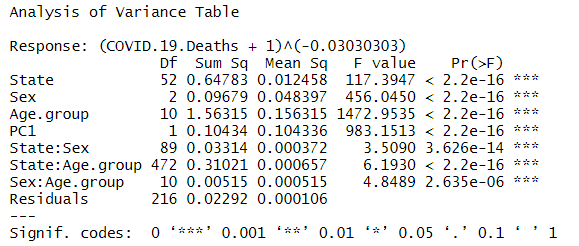 Analysis of Variance Table
Response: (COVID.19.Deaths + 1)^(-0.03030303)
Df Sum Sq Mean Sq F value Pr(>F)
State 52 0.64783 0.012458 117.3947 < 2.2e-16 ***
Sex 2 0.09679 0.048397 456.0450 < 2.2e-16 ***
Age.group 10 1.56315 0.156315 1472.9535 < 2.2e-16 ***
PC1 1 0.10434 0.104336 983.1513 < 2.2e-16 ***
State:Sex 89 0.03314 0.000372 3.5090 3.626e-14 ***
State:Age.group 472 0.31021 0.000657 6.1930 < 2.2e-16 ***
Sex:Age.group 10 0.00515 0.000515 4.8489 2.635e-06 ***
Residuals 216 0.02292 0.000106
---
Signif. codes: 0 ‘***’ 0.001 ‘**’ 0.01 ‘*’ 0.05 ‘.’ 0.1 ‘ ’ 1